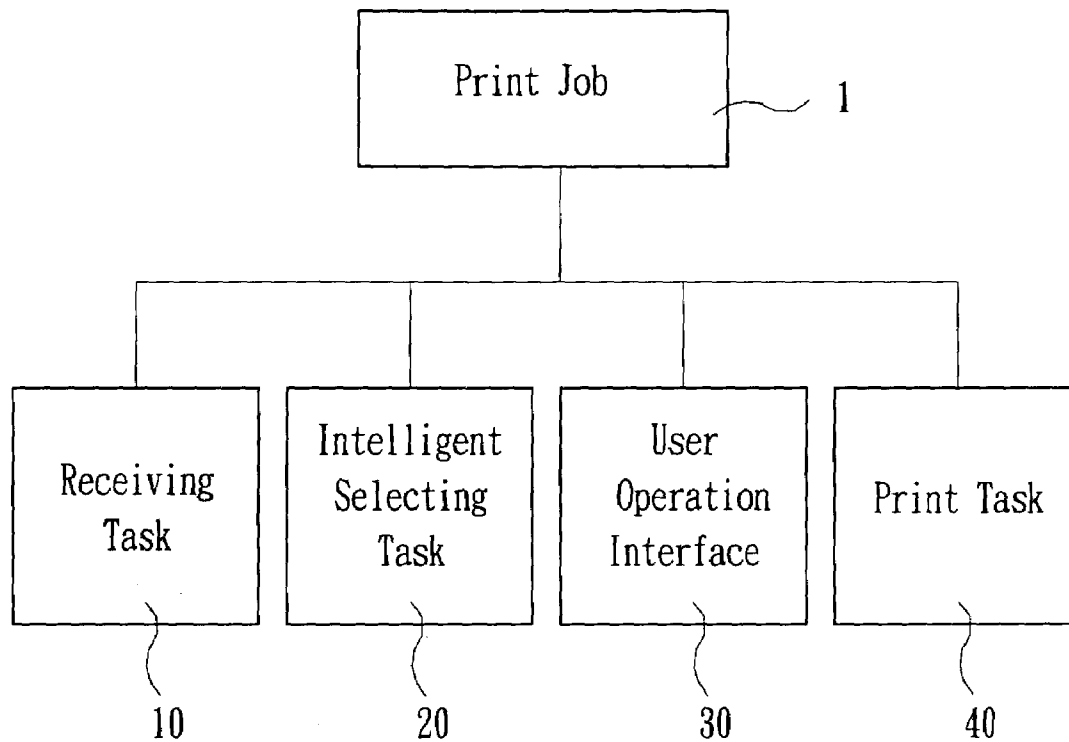 Print Job
1
Receiving
Task
Intelligent
Selecting
Task
User
Operation
Interface
Print Task
10
20
30
40